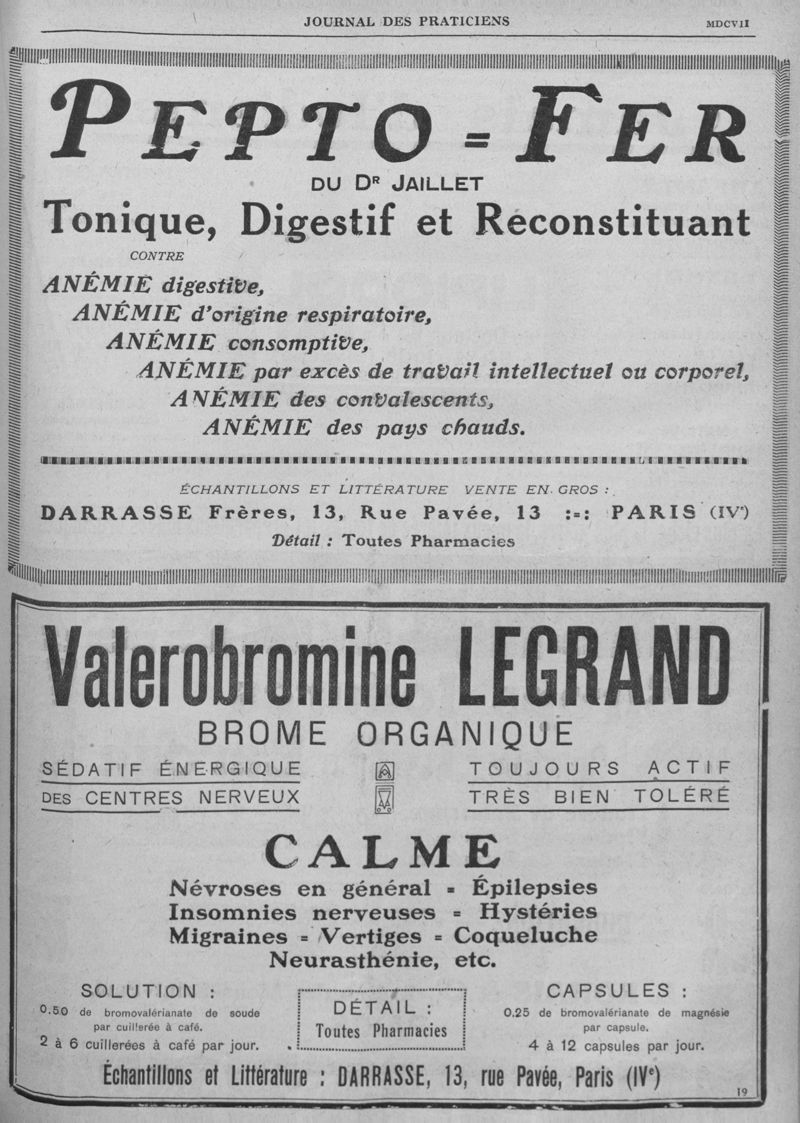 JOURNAL DES PRATICIENS
MDCVII
PEPTO = FER
DU DR JAILLET
Tonique, Digestif et Reconstituant
CONTRE
ANÉMIE digestive,
ANÉMIE d'origine respiratoire,
ANÉMIE consomptive,
ANÉMIE par excès de travail intellectuel ou corporel,
ANÉMIE des convalescents,
ANÉMIE des pays chauds.
ÉCHANTILLONS ET LITTÉRATURE VENTE EN GROS :
DARRASSE Frères, 13, Rue Pavée, 13 :=: PARIS (IVe)
Détail : Toutes Pharmacies
Valerobromine LEGRAND
BROME ORGANIQUE
SÉDATIF ÉNERGIQUE
DES CENTRES NERVEUX
TOUJOURS ACTIF
TRÈS BIEN TOLÉRÉ
CALME
Névroses en général = Épilepsies
Insomnies nerveuses = Hystéries
Migraines = Vertiges = Coqueluche
Neurasthénie, etc.
SOLUTION :
0.50 de bromovalérianate de soude
par cuillerée à café.
2 à 6 cuillerées à café par jour.
DÉTAIL :
Toutes Pharmacies
CAPSULES :
0,25 de bromovalérianate de magnésie
par capsule.
4 à 12 capsules par jour.
Échantillons et Littérature : DARRASSE, 13, rue Pavée, Paris (IVe)
19